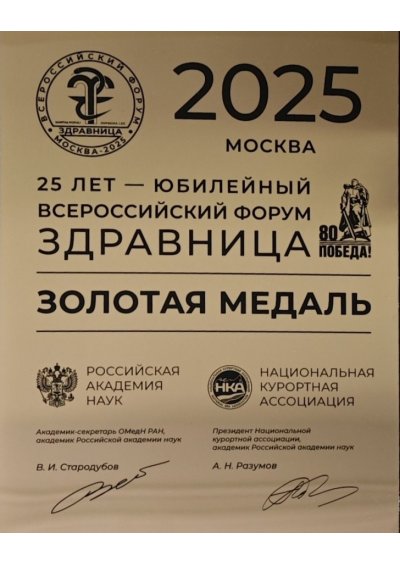 ВСЕРОССИЙСКИЙ ФОРУМ
ЗДРАВНИЦА
МОСКВА-2025
2025
МОСКВА
25 ЛЕТ — ЮБИЛЕЙНЫЙ
ВСЕРОССИЙСКИЙ ФОРУМ
ЗДРАВНИЦА
80
ПОБЕДА!
ЗОЛОТАЯ МЕДАЛЬ
РОССИЙСКАЯ
АКАДЕМИЯ
НАУК
НКА
НАЦИОНАЛЬНАЯ
КУРОРТНАЯ
АССОЦИАЦИЯ
Академик-секретарь ОМедН РАН,
академик Российской академии наук
В. И. Стародубов
Президент Национальной
курортной ассоциации,
академик Российской академии наук
А. Н. Разумов